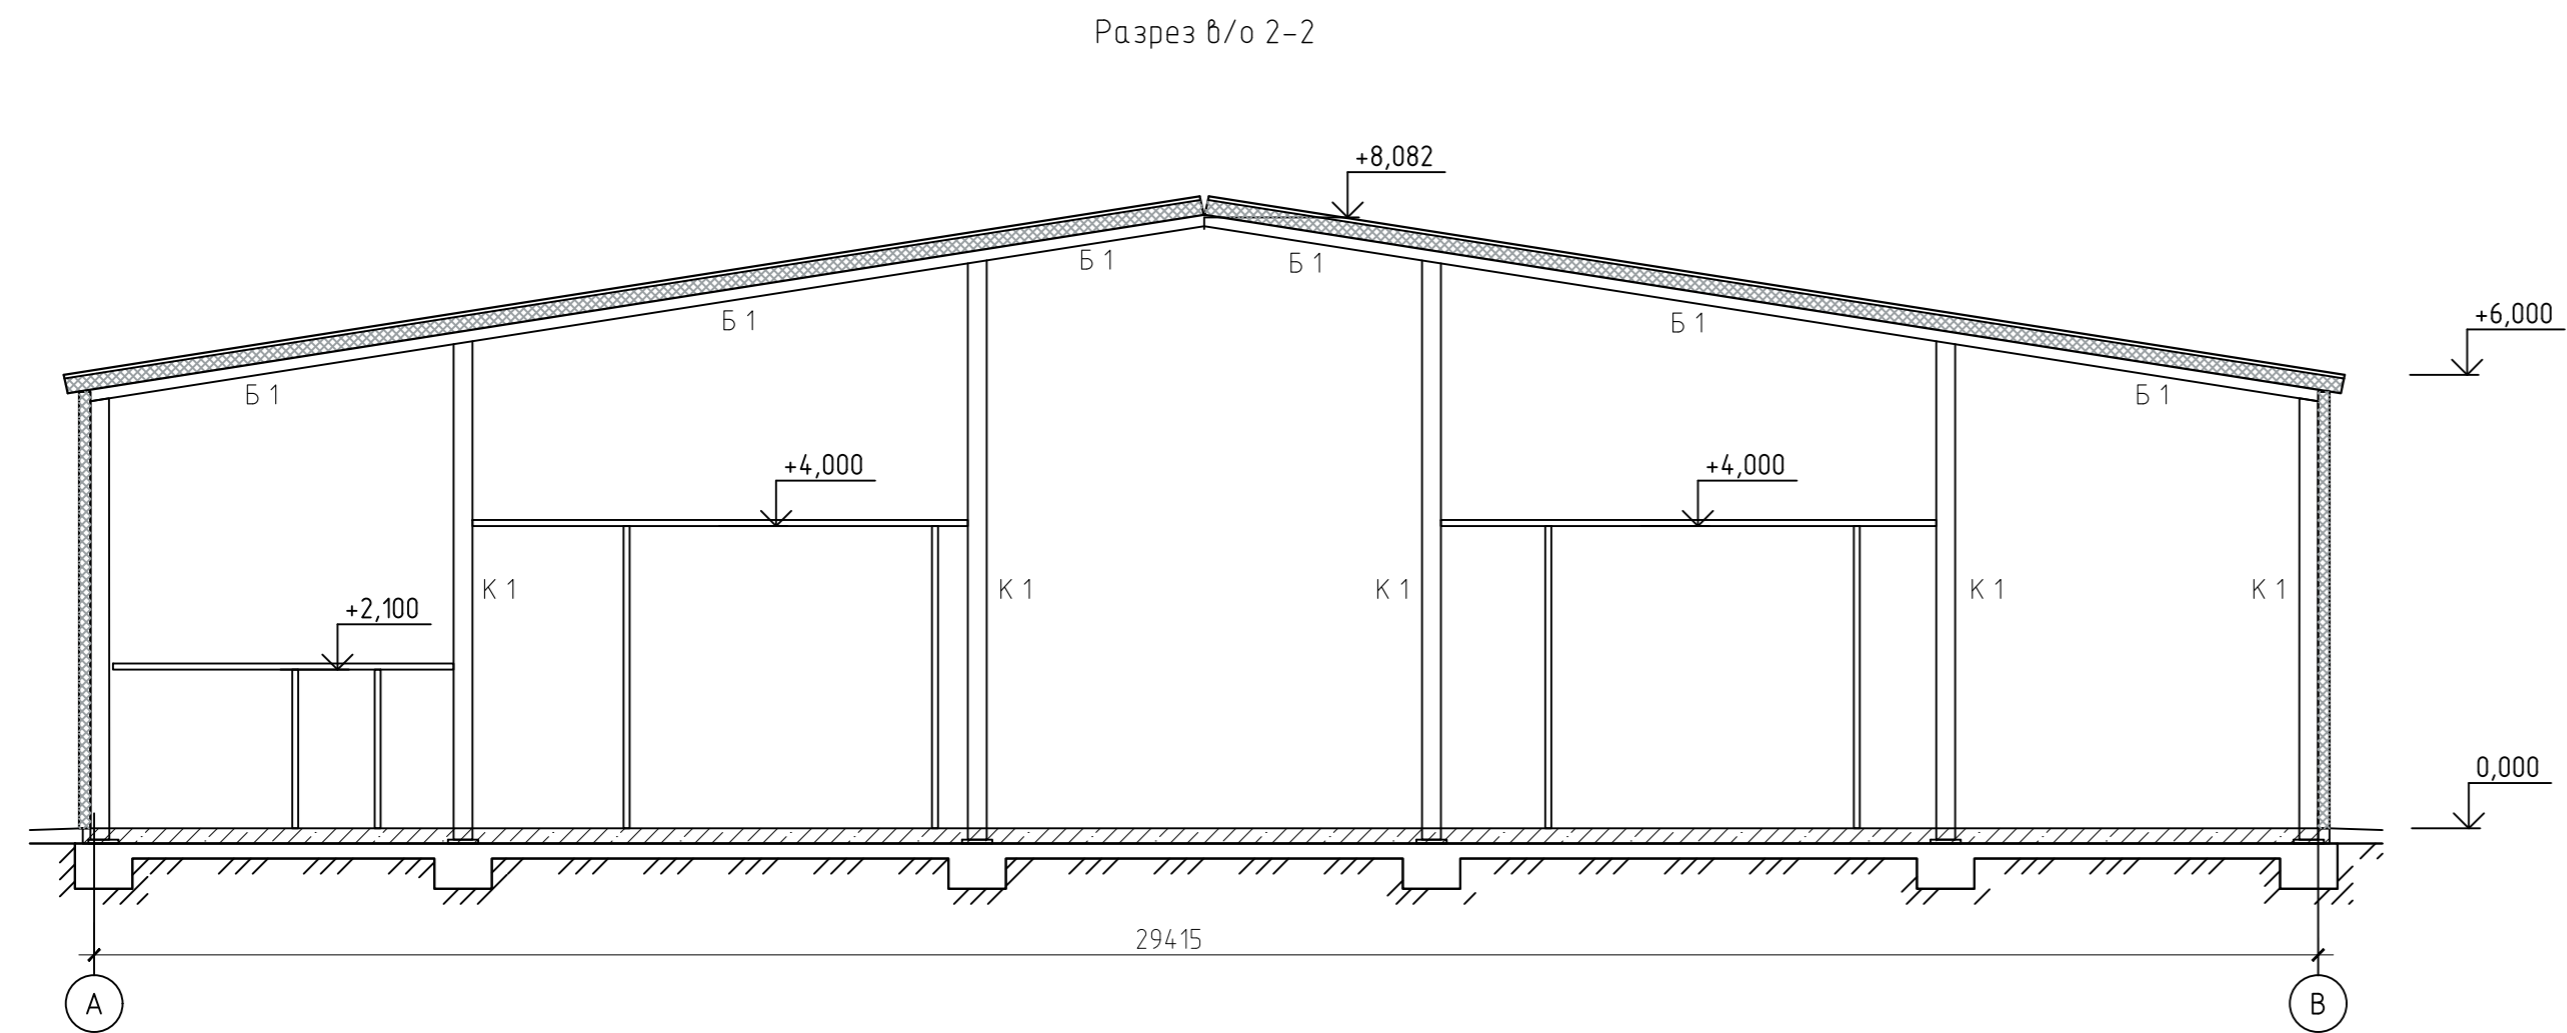 Разрез в/о 2-2
+8,082
+6,000
Б 1
Б 1
Б 1
Б 1
Б 1
Б 1
+4,000
+4,000
+2,100
К 1
К 1
К 1
К 1
К 1
0,000
29415
А
В